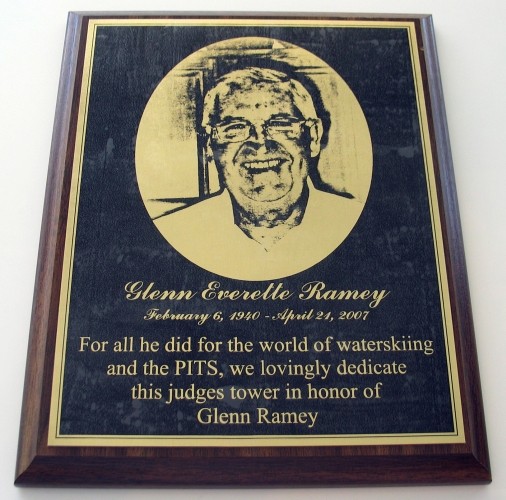 Glenn Everette Ramey
February 6, 1940 - April 21, 2007
For all he did for the world of waterskiing
and the PITS, we lovingly dedicate
this judges tower in honor of
Glenn Ramey